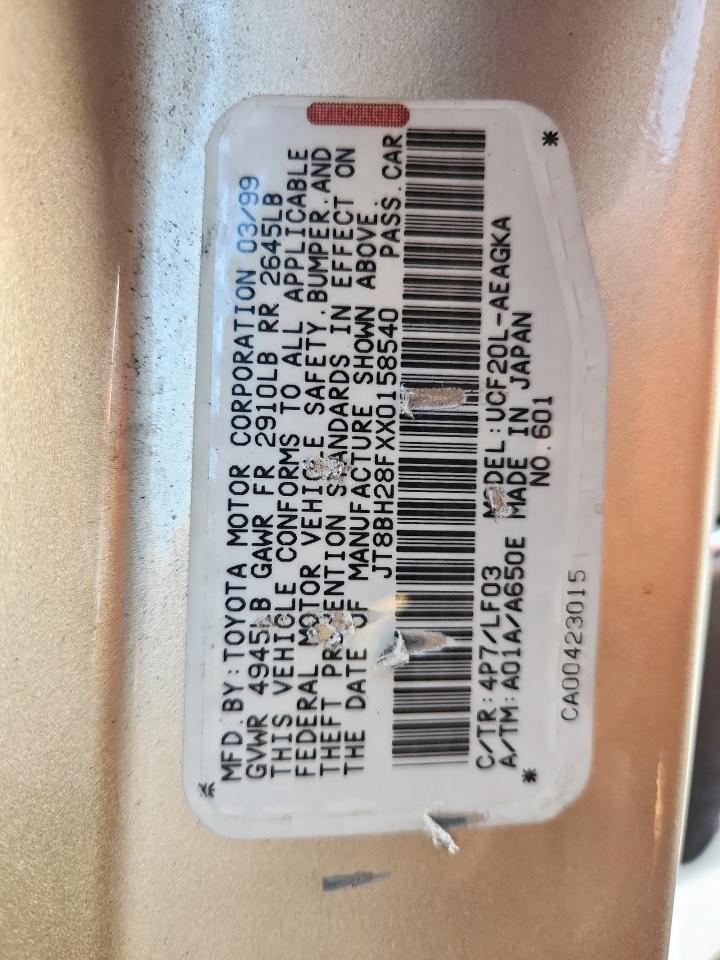 MFD. BY: TOYOTA MOTOR CORPORATION 03/99
GVWR 4945LB GAWR FR 2910LB RR 2645LB
THIS VEHICLE CONFORMS TO ALL APPLICABLE
FEDERAL MOTOR VEHICLE SAFETY, BUMPER, AND
THEFT PREVENTION STANDARDS IN EFFECT ON
THE DATE OF MANUFACTURE SHOWN ABOVE.
JT8BH28FXX0158540 PASS. CAR
C/TR: 4P7/LF03 MODEL: UCF20L-AEAGKA
A/TM: A01A/A650E MADE IN JAPAN
NO. 601
CA00423015